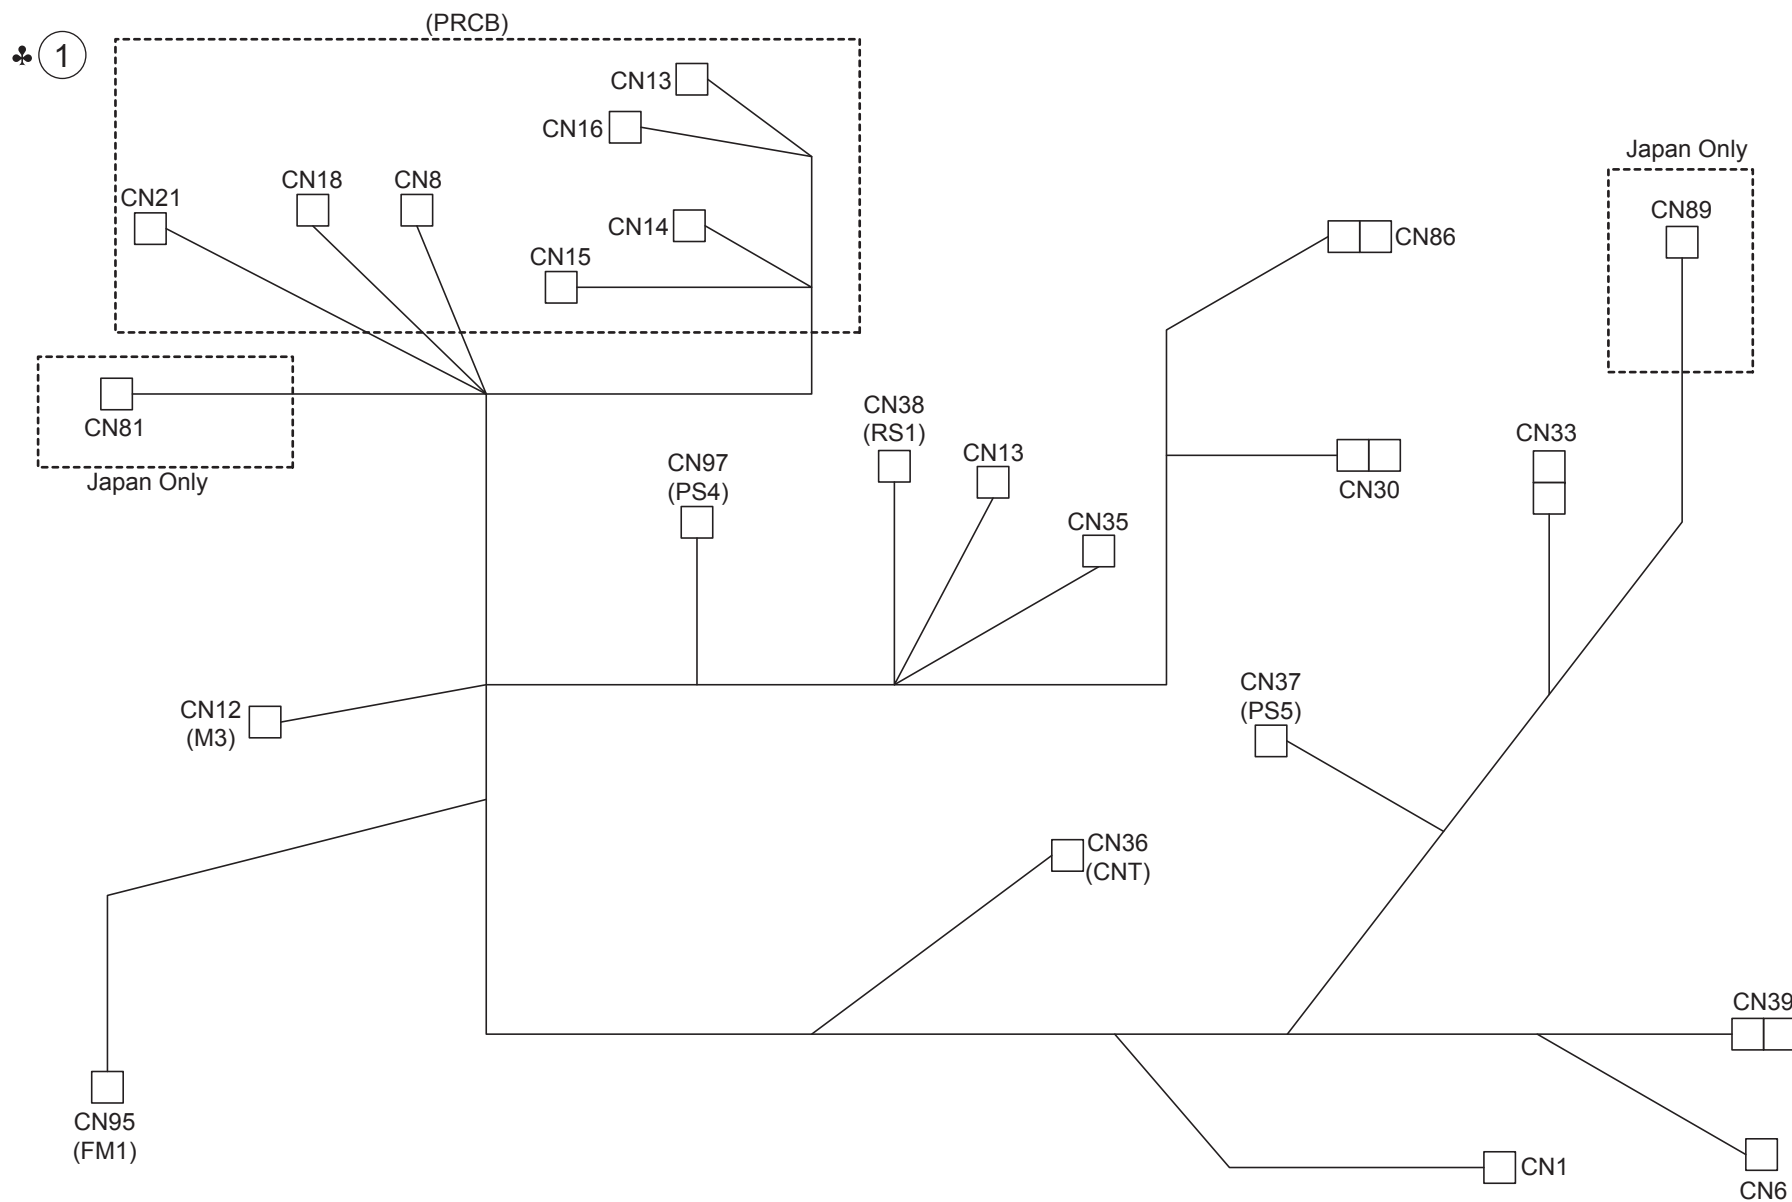 (PRCB)
♣ 1
CN13
CN16
CN18
CN8
CN21
CN14
CN15
Japan Only
CN89
CN86
CN81
Japan Only
CN38
(RS1)
CN13
CN97
(PS4)
CN35
CN30
CN33
CN12
(M3)
CN37
(PS5)
CN36
(CNT)
CN39
CN95
(FM1)
CN1
CN6